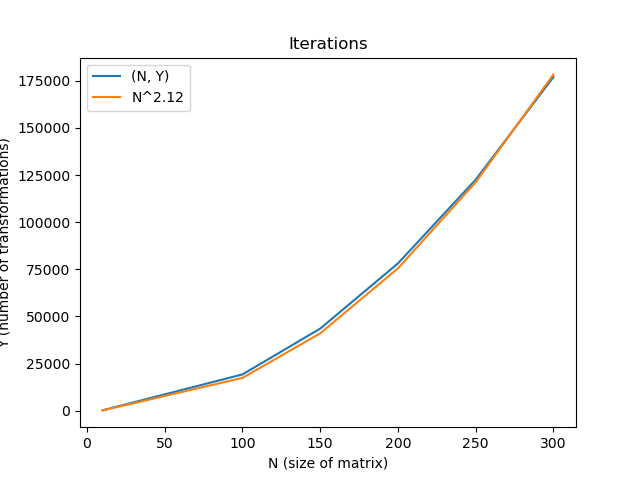 Iterations
(N, Y)
N^2.12
175000
150000
125000
100000
75000
50000
25000
0
Y (number of transformations)
0 50 100 150 200 250 300
N (size of matrix)